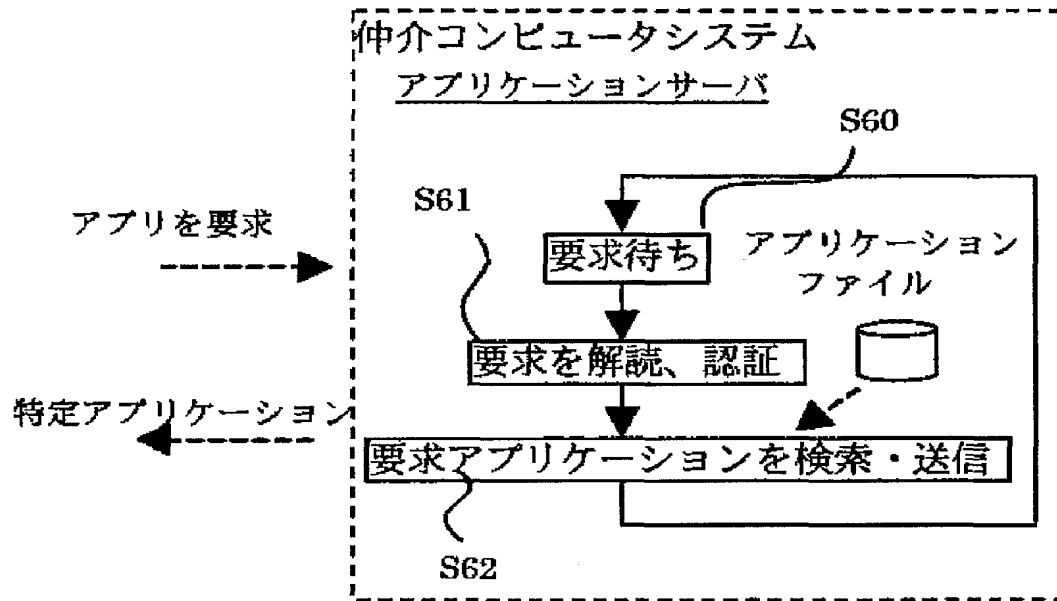 仲介コンピュータシステム
アプリケーションサーバ
S60
S61
アプリを要求
要求待ち
アプリケーション
ファイル
要求を解読、認証
特定アプリケーション
要求アプリケーションを検索・送信
S62